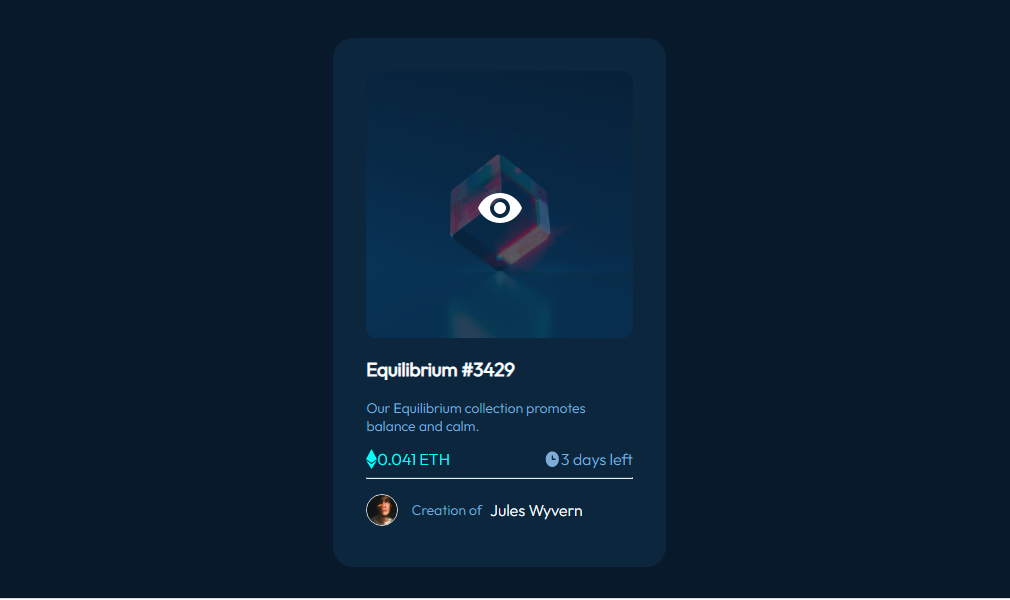 Equilibrium #3429
Our Equilibrium collection promotes
balance and calm.
0.041 ETH 3 days left
Creation of Jules Wyvern